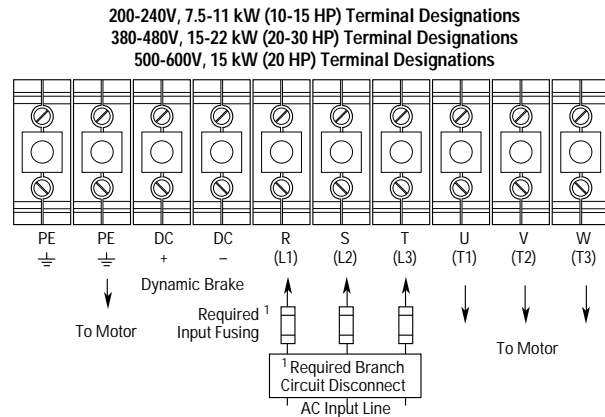 200-240V, 7.5-11 kW (10-15 HP) Terminal Designations
380-480V, 15-22 kW (20-30 HP) Terminal Designations
500-600V, 15 kW (20 HP) Terminal Designations
PE PE DC DC R S T U V W
+ – (L1) (L2) (L3) (T1) (T2) (T3)
Dynamic Brake
Required 1
Input Fusing
To Motor
To Motor
1 Required Branch
Circuit Disconnect
AC Input Line